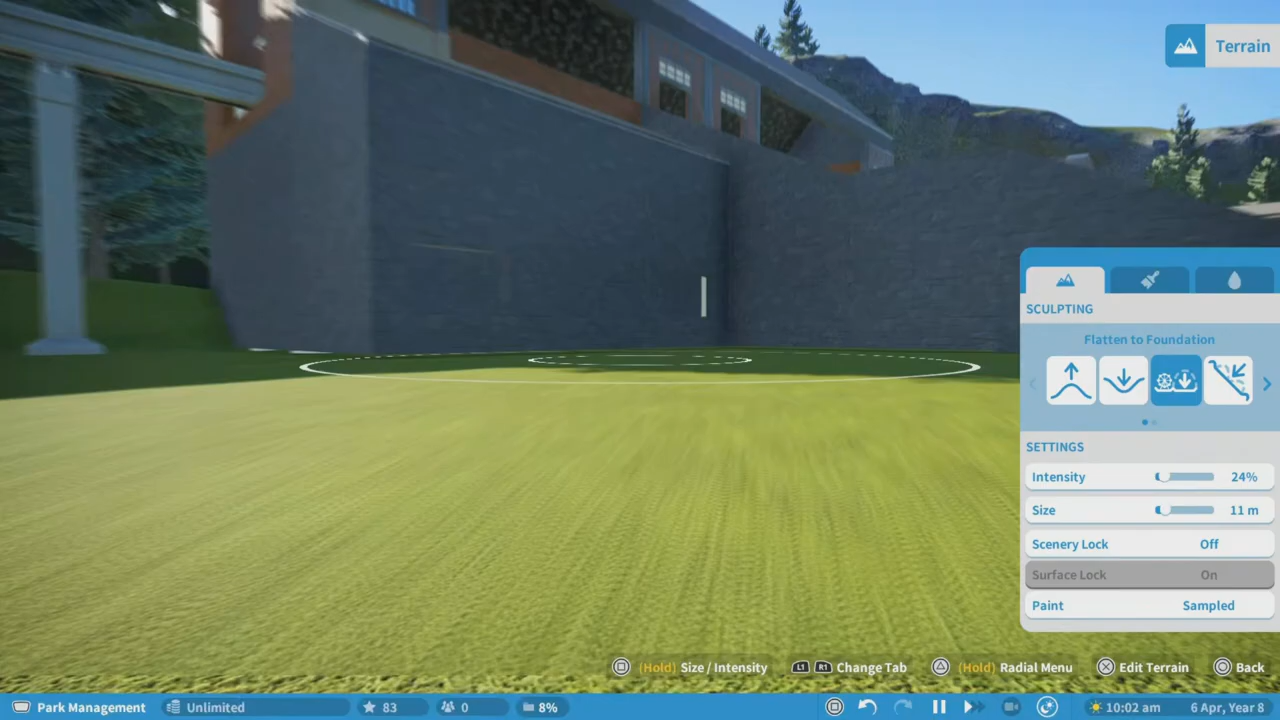 Terrain
SCULPTING
Flatten to Foundation
SETTINGS
Intensity 24%
Size 11 m
Scenery Lock Off
Surface Lock On
Paint Sampled
(Hold) Size / Intensity L1 R1 Change Tab (Hold) Radial Menu Edit Terrain Back
Park Management Unlimited 83 0 8% 10:02 am 6 Apr, Year 8